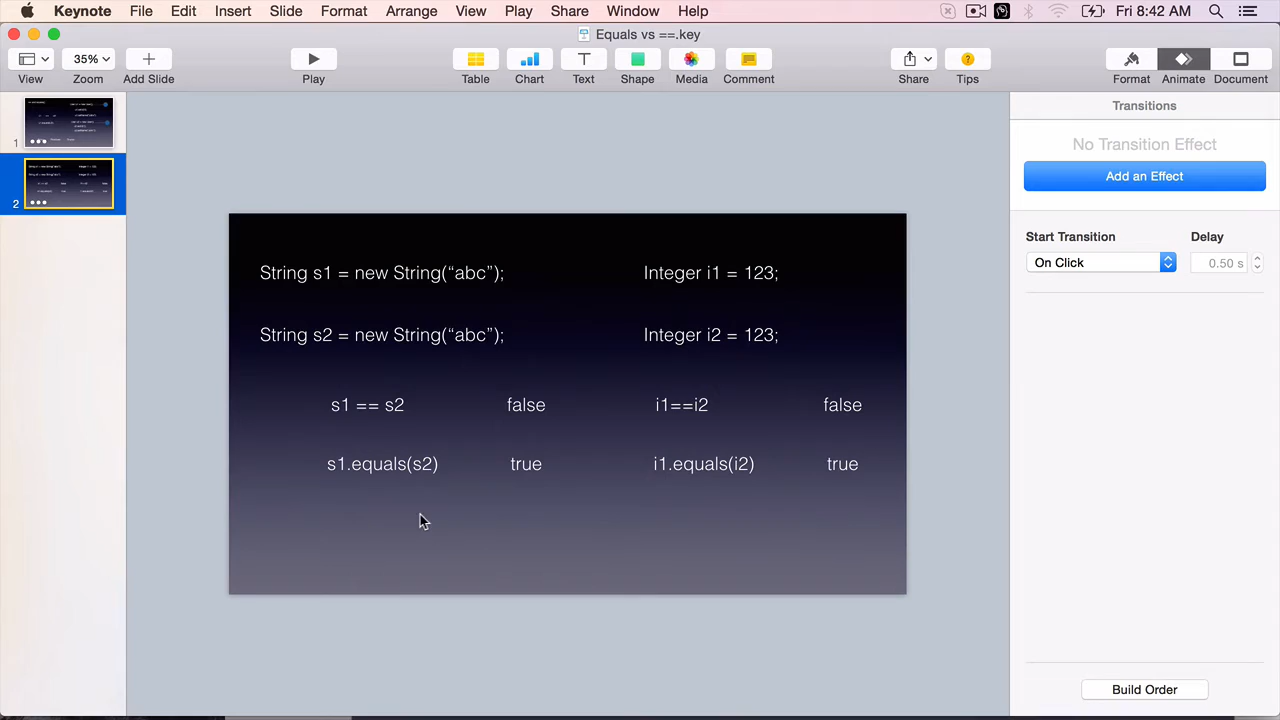 Keynote File Edit Insert Slide Format Arrange View Play Share Window Help Fri 8:42 AM
Equals vs ==.key
35%
View Zoom Add Slide Play Table Chart Text Shape Media Comment Share Tips Format Animate Document
Transitions
No Transition Effect
Add an Effect
Start Transition Delay
On Click 0.50 s
Build Order
1
2
String s1 = new String(“abc”); Integer i1 = 123;
String s2 = new String(“abc”); Integer i2 = 123;
s1 == s2 false i1==i2 false
s1.equals(s2) true i1.equals(i2) true